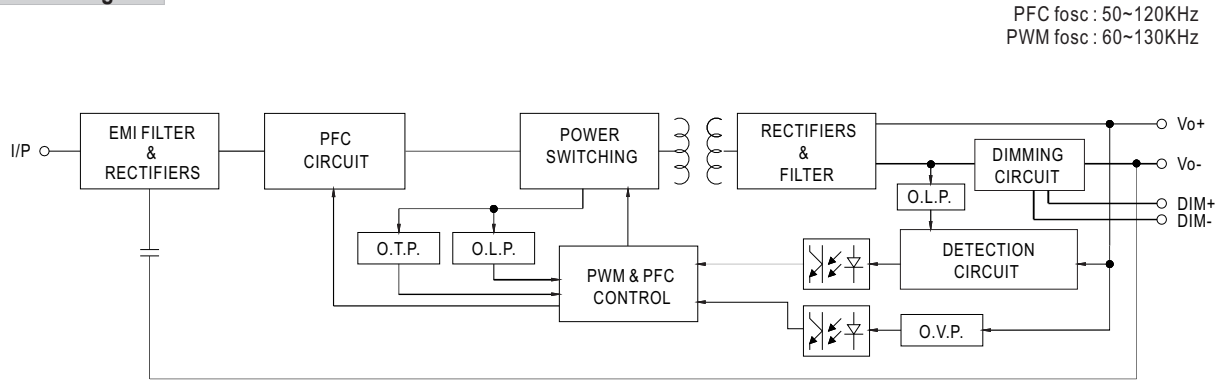 PFC fosc : 50~120KHz
PWM fosc : 60~130KHz
I/P
EMI FILTER
&
RECTIFIERS
PFC
CIRCUIT
POWER
SWITCHING
RECTIFIERS
&
FILTER
DIMMING
CIRCUIT
Vo+
Vo-
DIM+
DIM-
O.L.P.
O.T.P.
O.L.P.
PWM & PFC
CONTROL
DETECTION
CIRCUIT
O.V.P.